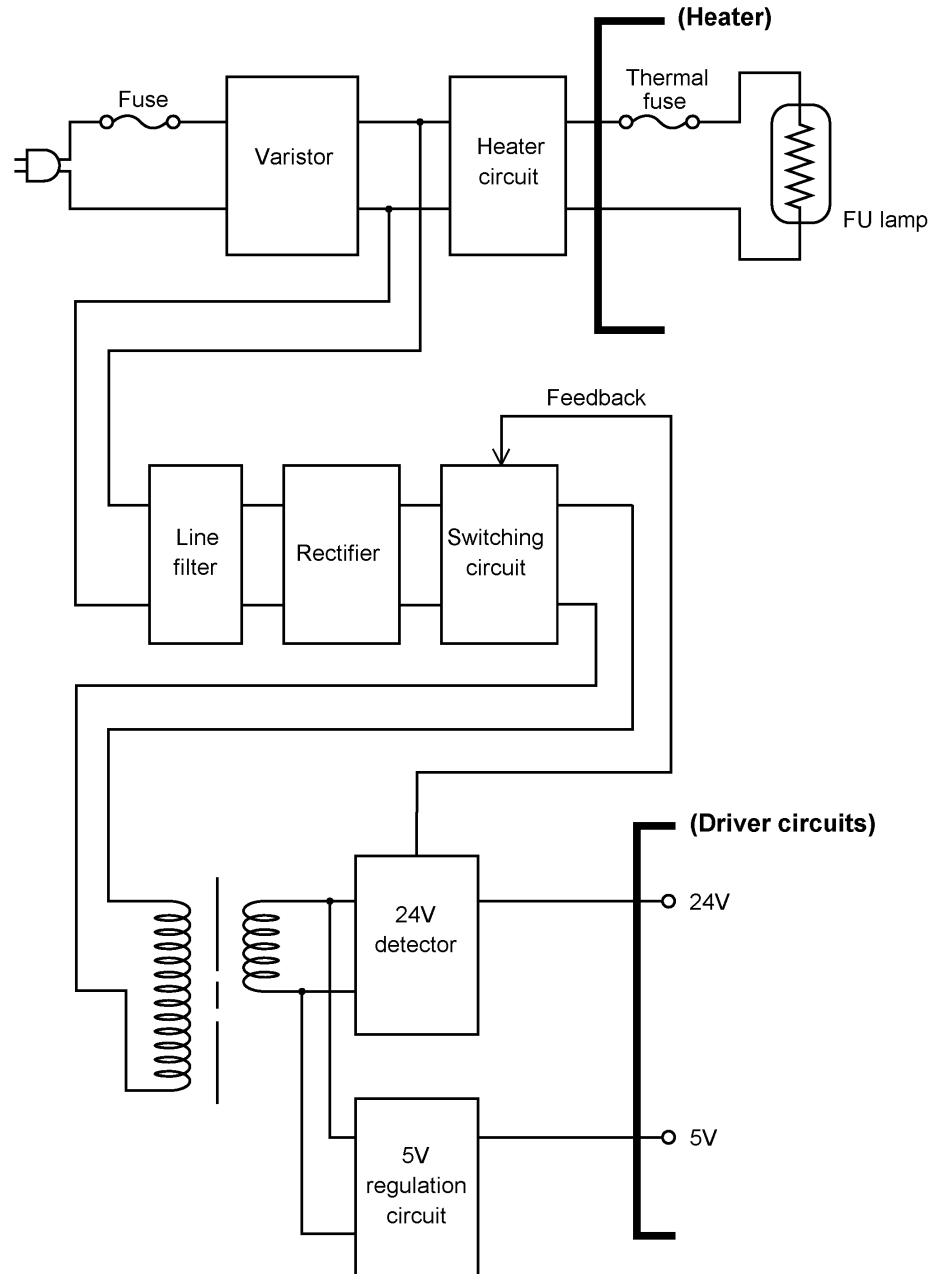 (Heater)
Fuse
Thermal
fuse
Varistor
Heater
circuit
FU lamp
Feedback
Line
filter
Rectifier
Switching
circuit
(Driver circuits)
24V
detector
24V
5V
regulation
circuit
5V